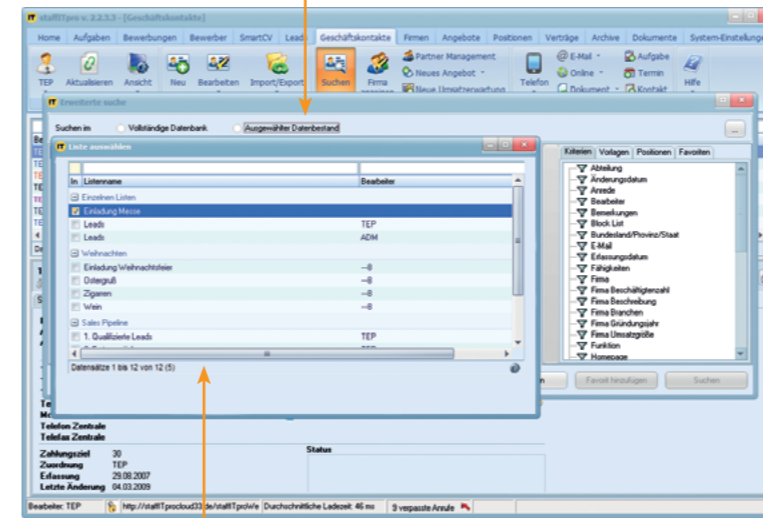 staffITpro v. 2.2.3.3 - [Geschäftskontakte]
Home Aufgaben Bewerbungen Bewerber SmartCV Leads Geschäftskontakte Firmen Angebote Positionen Verträge Archive Dokumente System-Einstellunge
TEP Aktualisieren Ansicht Neu Bearbeiten Import/Export Suchen Firma Telefon Hilfe
Partner Management
Neues Angebot
Neue Umsatzerwartung
E-Mail
Online
Dokument
Aufgabe
Termin
Kontakt
Erweiterte suche
Suchen im Vollständige Datenbank Ausgewählter Datenbestand ...
Liste auswählen
In Listenname Bearbeiter
Einzelnen Listen
Einladung Messe
Leads TEP
Leads ADM
Weihnachten
Einladung Weihnachtsfeier --B
Ostergruß --B
Zigarren --B
Wein --B
Sales Pipeline
1. Qualifizierte Leads TEP
Datensätze 1 bis 12 von 12 (5)
Kriterien Vorlagen Positionen Favoriten
Abteilung
Änderungsdatum
Anrede
Bearbeiter
Bemerkungen
Block List
Bundesland/Provinz/Staat
E-Mail
Erfassungsdatum
Fähigkeiten
Firma
Firma Beschäftigtenzahl
Firma Beschreibung
Firma Branchen
Firma Gründungsjahr
Firma Umsatzgröße
Funktion
Homepage
Favorit hinzufügen Suchen
Telefon Zentrale
Telefax Zentrale
Zahlungsziel 30
Zuordnung TEP
Erfassung 29.08.2007
Letzte Änderung 04.03.2009
Status
Bearbeiter: TEP http://staffITprocloud33.de/staffITproWe Durchschnittliche Ladezeit: 46 ms 9 verpasste Anrufe